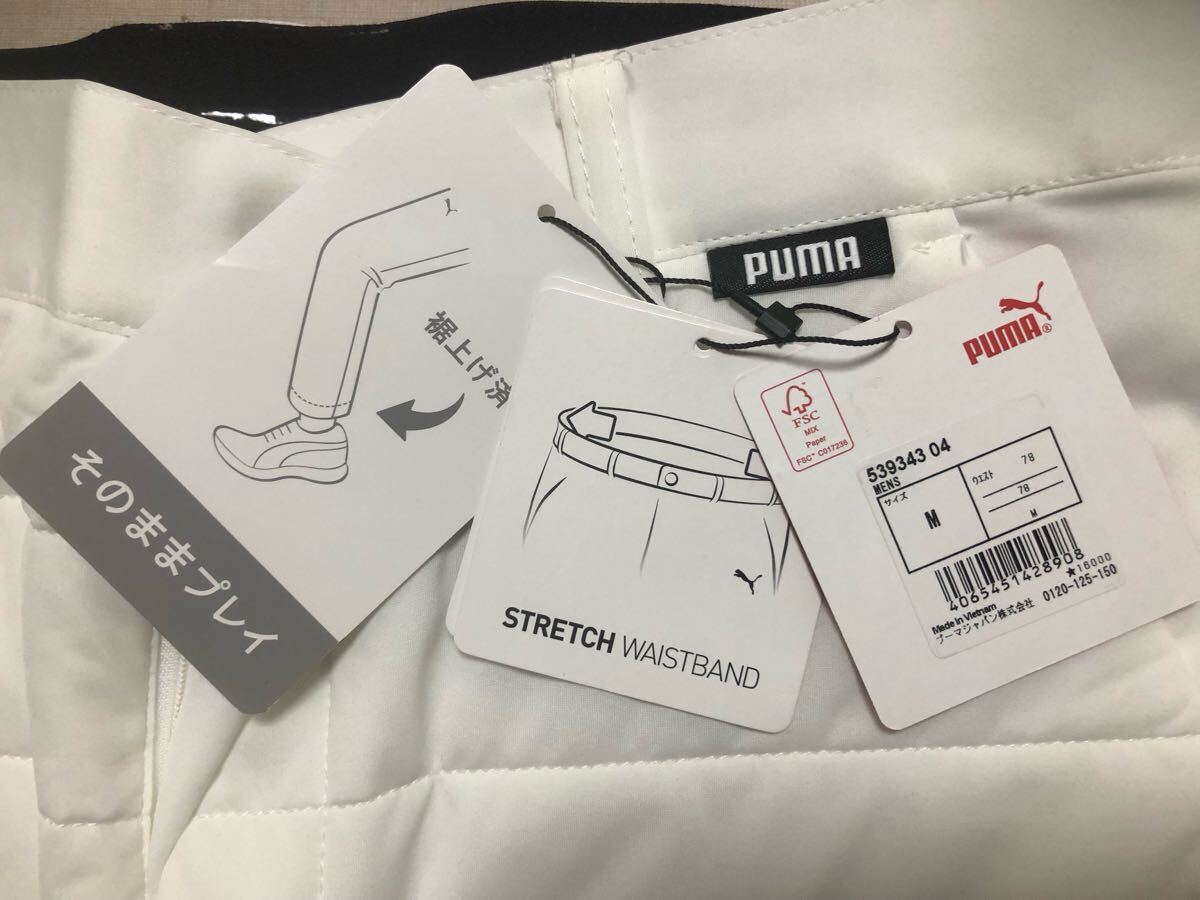 裾上げ済
そのままプレイ
PUMA
STRETCH WAISTBAND
PUMA®
FSC
MIX
Paper
FSC™ C017236
539343 04
MENS
サイズ
M
ウエスト
78
78
M
4065451428908
★16000
Made in Vietnam
プーマジャパン株式会社 0120-125-150